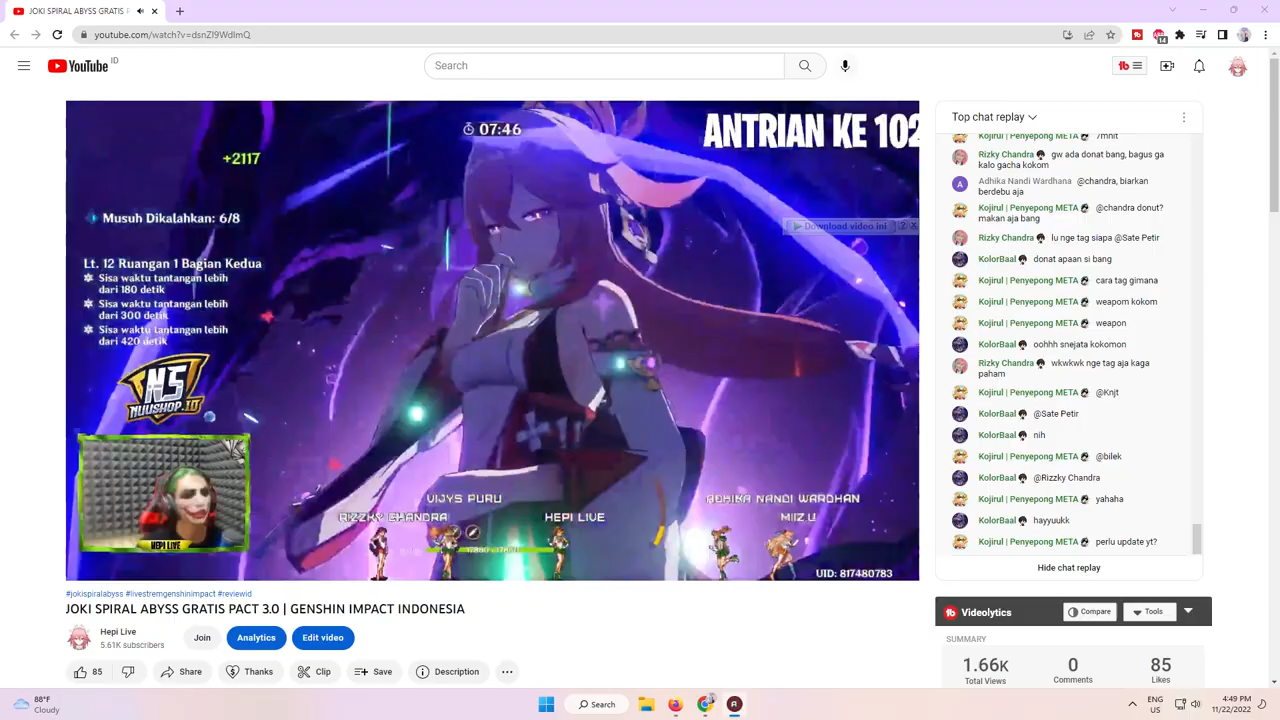 JOKI SPIRAL ABYSS GRATIS P
youtube.com/watch?v=dsnZI9WdImQ
14
YouTube ID
Search
ANTRIAN KE 102
07:46
+2117
Musuh Dikalahkan: 6/8
Lt. 12 Ruangan 1 Bagian Kedua
Sisa waktu tantangan lebih
dari 180 detik
Sisa waktu tantangan lebih
dari 300 detik
Sisa waktu tantangan lebih
dari 420 detik
NS
NUUSHOP.ID
HEPI LIVE
Download video ini ? X
VIJYS PURU
ADHIKA NANDI WARDHAN
RIZZKY CHANDRA
HEPI LIVE
MIIZ.U
UID: 817480783
Top chat replay
Kojirul | Penyepong META 7mnit
Rizky Chandra gw ada donat bang, bagus ga
kalo gacha kokom
A Adhika Nandi Wardhana @chandra, biarkan
berdebu aja
Kojirul | Penyepong META @chandra donut?
makan aja bang
Rizky Chandra lu nge tag siapa @Sate Petir
KolorBaal donat apaan si bang
Kojirul | Penyepong META cara tag gimana
Kojirul | Penyepong META weapom kokom
Kojirul | Penyepong META weapon
KolorBaal oohhh snejata kokomon
Rizky Chandra wkwkwk nge tag aja kaga
paham
Kojirul | Penyepong META @Knjt
KolorBaal @Sate Petir
KolorBaal nih
Kojirul | Penyepong META @bilek
KolorBaal @Rizzky Chandra
Kojirul | Penyepong META yahaha
KolorBaal hayyuukk
Kojirul | Penyepong META perlu update yt?
Hide chat replay
#jokispiralabyss #livestremgenshinimpact #reviewid
JOKI SPIRAL ABYSS GRATIS PACT 3.0 | GENSHIN IMPACT INDONESIA
Hepi Live
5.61K subscribers
Join
Analytics
Edit video
85
Share
Thanks
Clip
Save
Description
Videolytics
Compare
Tools
SUMMARY
1.66K
Total Views
0
Comments
85
Likes
88°F
Cloudy
Search
ENG
US
4:49 PM
11/22/2022